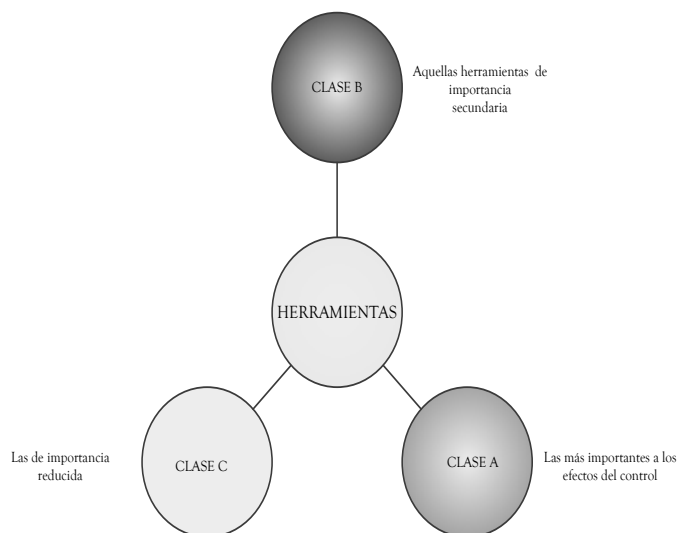 CLASE B
Aquellas herramientas de
importancia
secundaria
HERRAMIENTAS
Las de importancia
reducida
CLASE C
CLASE A
Las más importantes a los
efectos del control